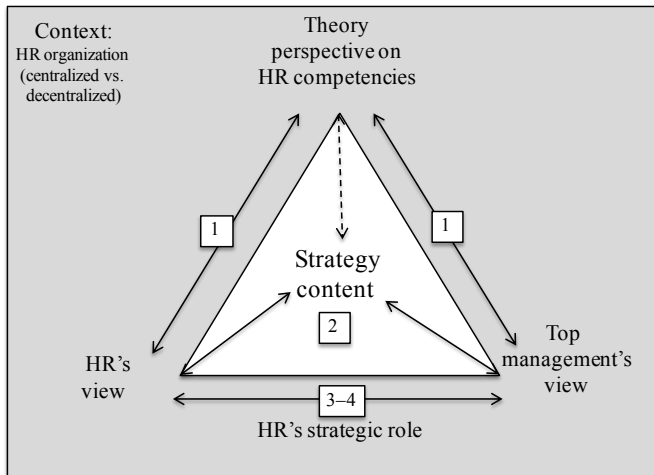 Context:
HR organization
(centralized vs.
decentralized)
Theory
perspective on
HR competencies
1
1
Strategy
content
2
HR's
view
Top
management's
view
3–4
HR's strategic role